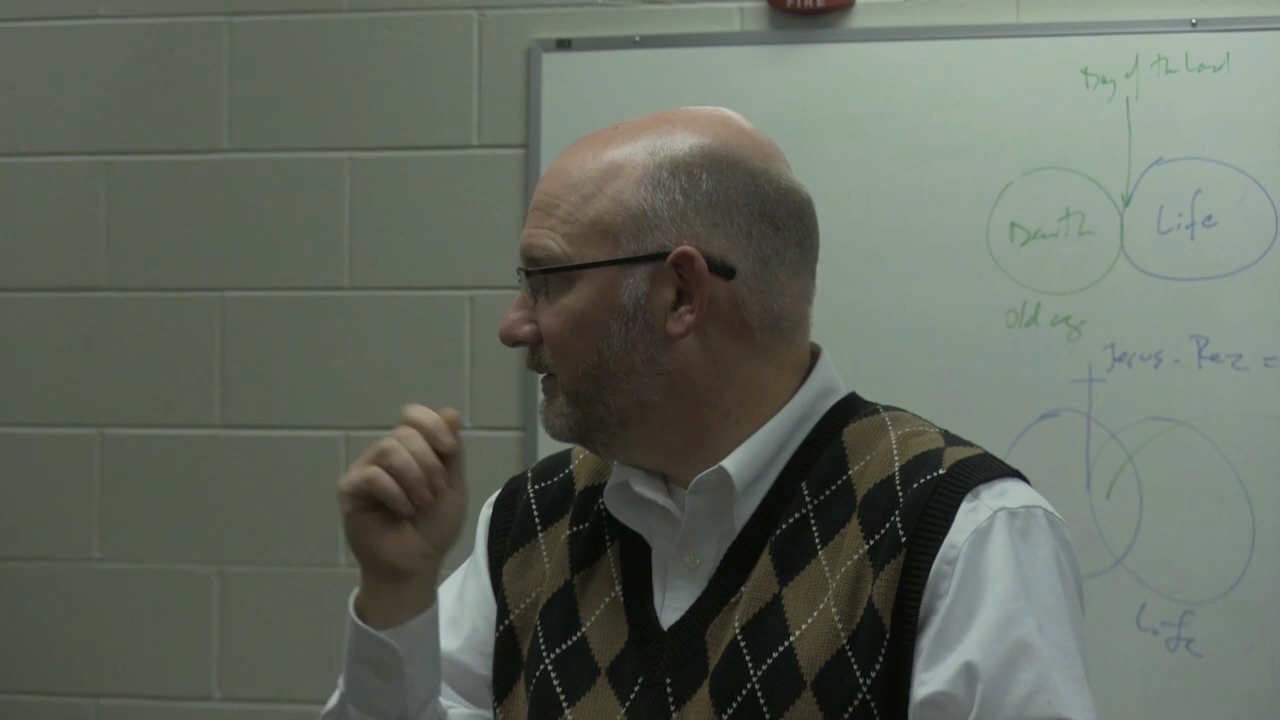 FIRE
Day of the Lord
Death
Life
Old age
Jesus - Rez =
Life